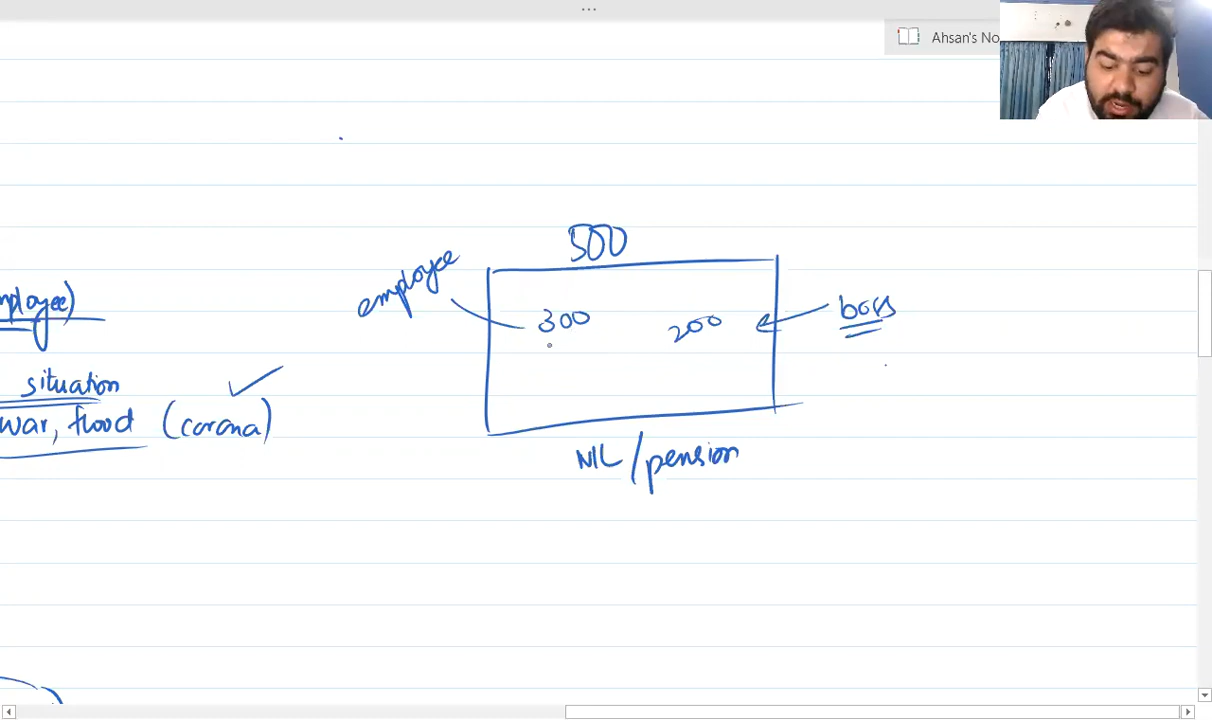 Ahsan's No
500
employee
300 200 boss
mployee)
situation
war, flood (corona)
NIL/pension